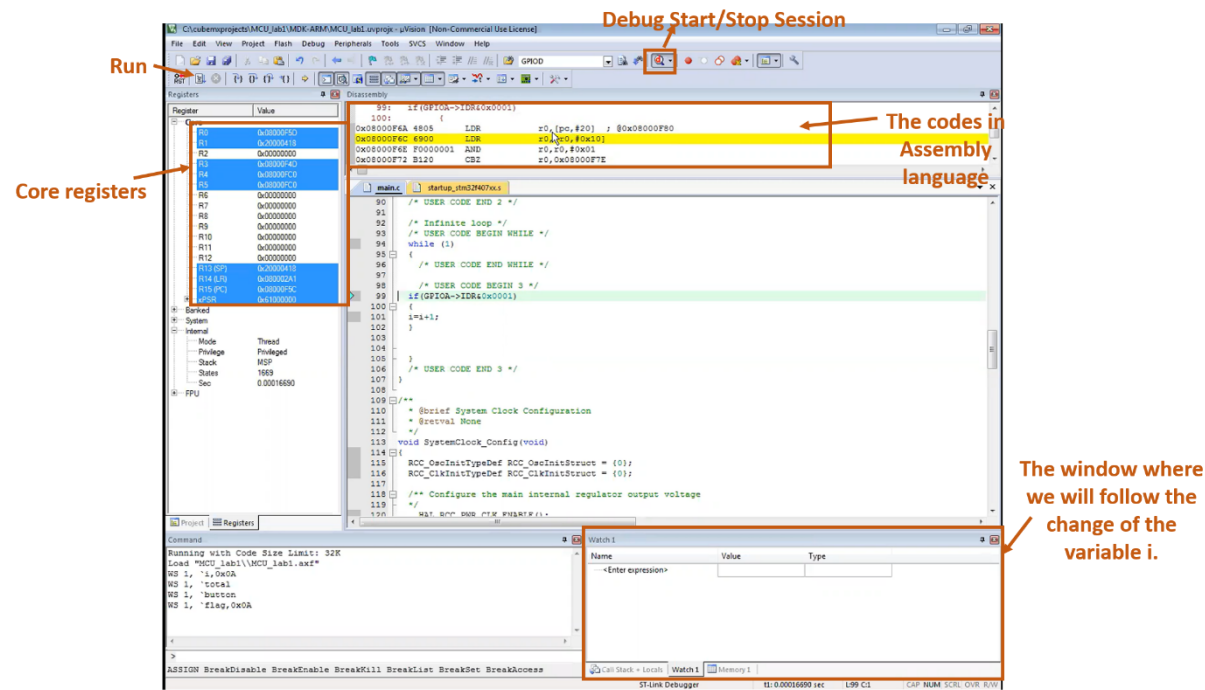 Debug Start/Stop Session
C:\cubemxprojects\MCU_lab1\MDK-ARM\MCU_lab1.uvprojx - µVision [Non-Commercial Use License]
File Edit View Project Flash Debug Peripherals Tools SVCS Window Help
GPIOD
Run
Registers
Register Value
Core
R0 0x08000F5D
R1 0x20000418
R2 0x00000000
R3 0x08000F4D
R4 0x08000FC0
R5 0x08000FC0
R6 0x00000000
R7 0x00000000
R8 0x00000000
R9 0x00000000
R10 0x00000000
R11 0x00000000
R12 0x00000000
R13 (SP) 0x20000418
R14 (LR) 0x080002A1
R15 (PC) 0x08000F5C
xPSR 0x61000000
Banked
System
Internal
Mode Thread
Privilege Privileged
Stack MSP
States 1669
Sec 0.00016690
FPU
Core registers
Project Registers
Disassembly
99: if(GPIOA->IDR&0x0001)
100: {
0x08000F6A 4805 LDR r0,[pc,#20] ; @0x08000F80
0x08000F6C 6900 LDR r0,[r0,#0x10]
0x08000F6E F0000001 AND r0,r0,#0x01
0x08000F72 B120 CBZ r0,0x08000F7E
The codes in
Assembly
language
main.c startup_stm32f407xx.s
90 /* USER CODE END 2 */
91
92 /* Infinite loop */
93 /* USER CODE BEGIN WHILE */
94 while (1)
95 {
96 /* USER CODE END WHILE */
97
98 /* USER CODE BEGIN 3 */
99 if(GPIOA->IDR&0x0001)
100 {
101 i=i+1;
102 }
103
104
105 }
106 /* USER CODE END 3 */
107 }
108
109 /**
110 * @brief System Clock Configuration
111 * @retval None
112 */
113 void SystemClock_Config(void)
114 {
115 RCC_OscInitTypeDef RCC_OscInitStruct = {0};
116 RCC_ClkInitTypeDef RCC_ClkInitStruct = {0};
117
118 /** Configure the main internal regulator output voltage
119 */
120 __HAL_RCC_PWR_CLK_ENABLE();
The window where
we will follow the
change of the
variable i.
Command
Running with Code Size Limit: 32K
Load "MCU_lab1\\MCU_lab1.axf"
WS 1, `i,0x0A
WS 1, `total
WS 1, `button
WS 1, `flag,0x0A
>
ASSIGN BreakDisable BreakEnable BreakKill BreakList BreakSet BreakAccess
Watch 1
Name Value Type
<Enter expression>
Call Stack + Locals Watch 1 Memory 1
ST-Link Debugger t1: 0.00016690 sec L:99 C:1 CAP NUM SCRL OVR R/W